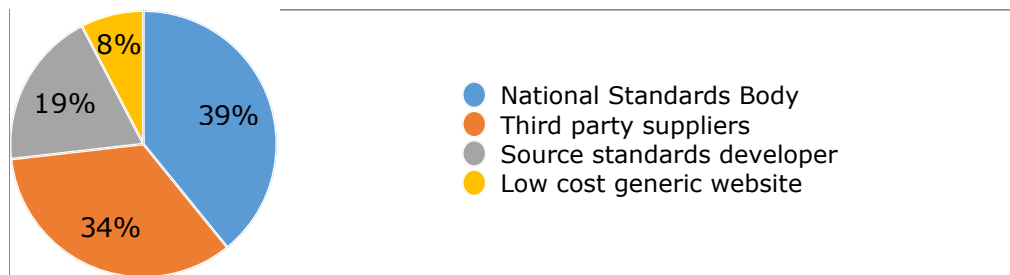 8%
19%
39%
34%
National Standards Body
Third party suppliers
Source standards developer
Low cost generic website